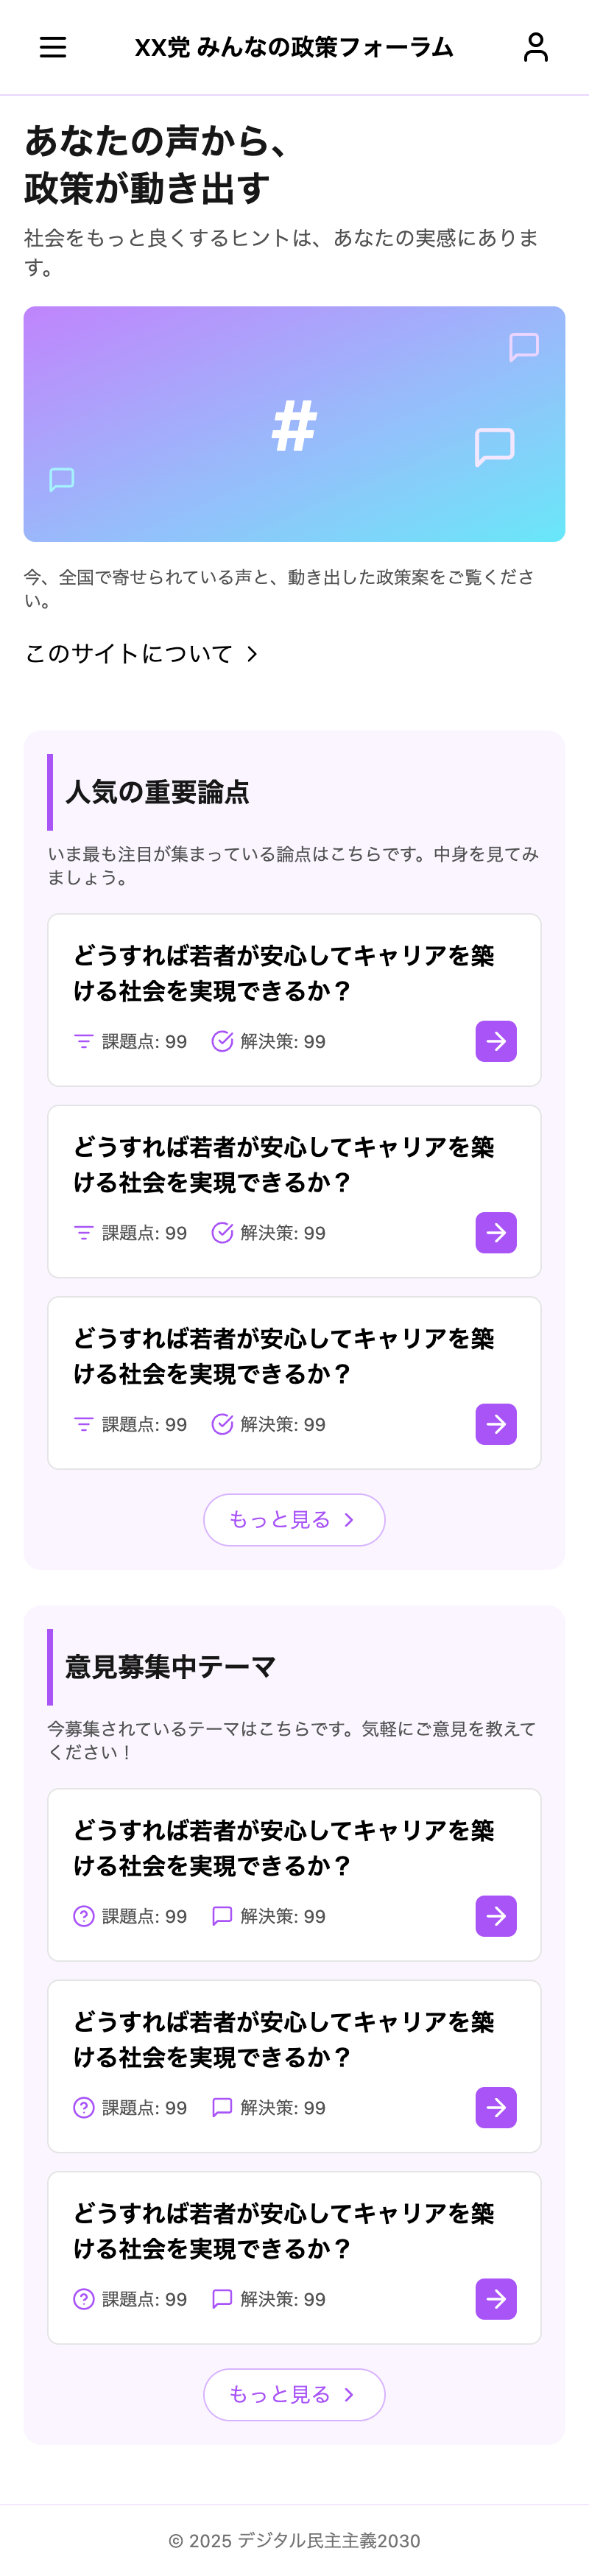 XX党 みんなの政策フォーラム
あなたの声から、
政策が動き出す
社会をもっと良くするヒントは、あなたの実感にありま
す。
#
今、全国で寄せられている声と、動き出した政策案をご覧くださ
い。
このサイトについて
人気の重要論点
いま最も注目が集まっている論点はこちらです。中身を見てみ
ましょう。
どうすれば若者が安心してキャリアを築
ける社会を実現できるか？
課題点: 99 解決策: 99
どうすれば若者が安心してキャリアを築
ける社会を実現できるか？
課題点: 99 解決策: 99
どうすれば若者が安心してキャリアを築
ける社会を実現できるか？
課題点: 99 解決策: 99
もっと見る
意見募集中テーマ
今募集されているテーマはこちらです。気軽にご意見を教えて
ください！
どうすれば若者が安心してキャリアを築
ける社会を実現できるか？
課題点: 99 解決策: 99
どうすれば若者が安心してキャリアを築
ける社会を実現できるか？
課題点: 99 解決策: 99
どうすれば若者が安心してキャリアを築
ける社会を実現できるか？
課題点: 99 解決策: 99
もっと見る
© 2025 デジタル民主主義2030